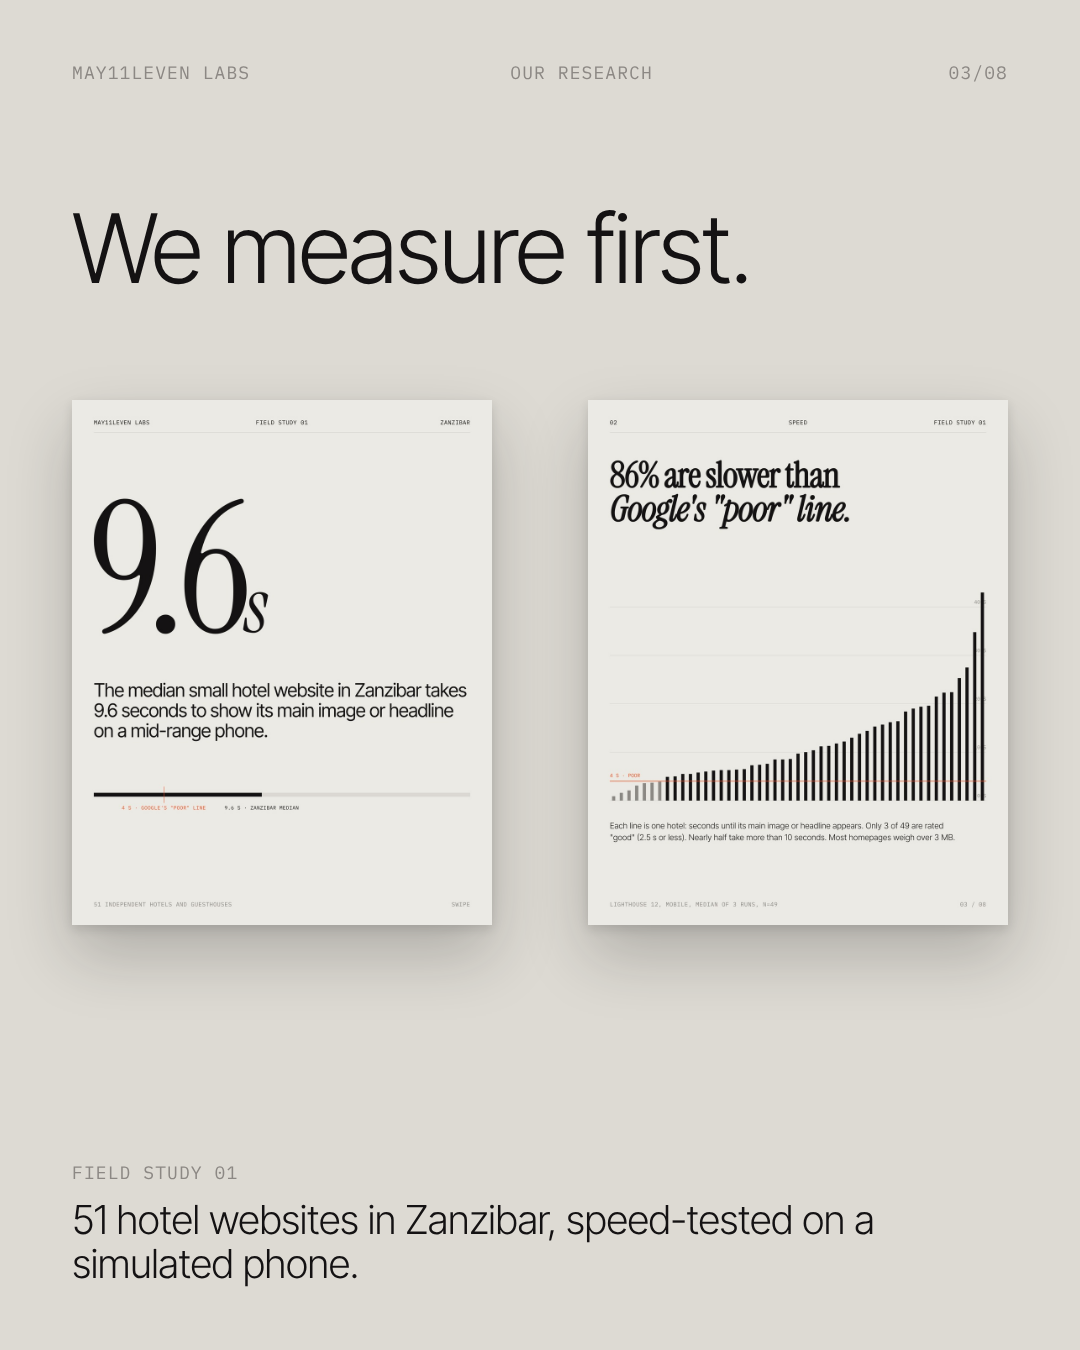 MAY11LEVEN LABS
OUR RESEARCH
03/08
We measure first.
MAY11LEVEN LABS
FIELD STUDY 01
ZANZIBAR
9.6s
The median small hotel website in Zanzibar takes
9.6 seconds to show its main image or headline
on a mid-range phone.
4 S · GOOGLE'S "POOR" LINE
9.6 S · ZANZIBAR MEDIAN
51 INDEPENDENT HOTELS AND GUESTHOUSES
SWIPE
02
SPEED
FIELD STUDY 01
86% are slower than
Google's "poor" line.
4 S · POOR
Each line is one hotel: seconds until its main image or headline appears. Only 3 of 49 are rated
"good" (2.5 s or less). Nearly half take more than 10 seconds. Most homepages weigh over 3 MB.
LIGHTHOUSE 12, MOBILE, MEDIAN OF 3 RUNS, N=49
03 / 08
FIELD STUDY 01
51 hotel websites in Zanzibar, speed-tested on a
simulated phone.